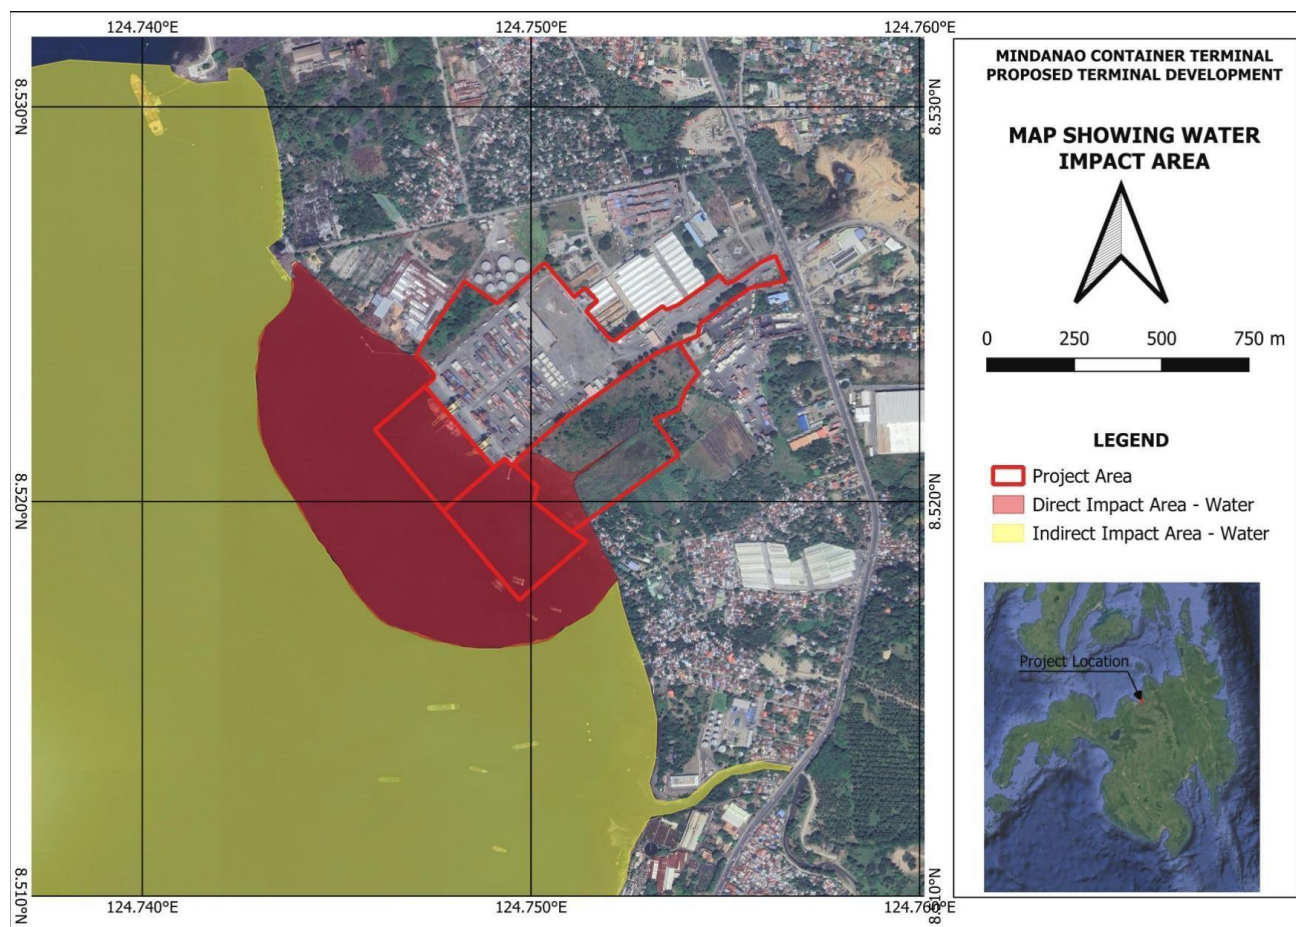 124.740°E
124.750°E
124.760°E
8.530°N
8.530°N
8.520°N
8.520°N
8.510°N
8.510°N
124.740°E
124.750°E
124.760°E
MINDANAO CONTAINER TERMINAL
PROPOSED TERMINAL DEVELOPMENT
MAP SHOWING WATER
IMPACT AREA
0 250 500 750 m
LEGEND
Project Area
Direct Impact Area - Water
Indirect Impact Area - Water
Project Location